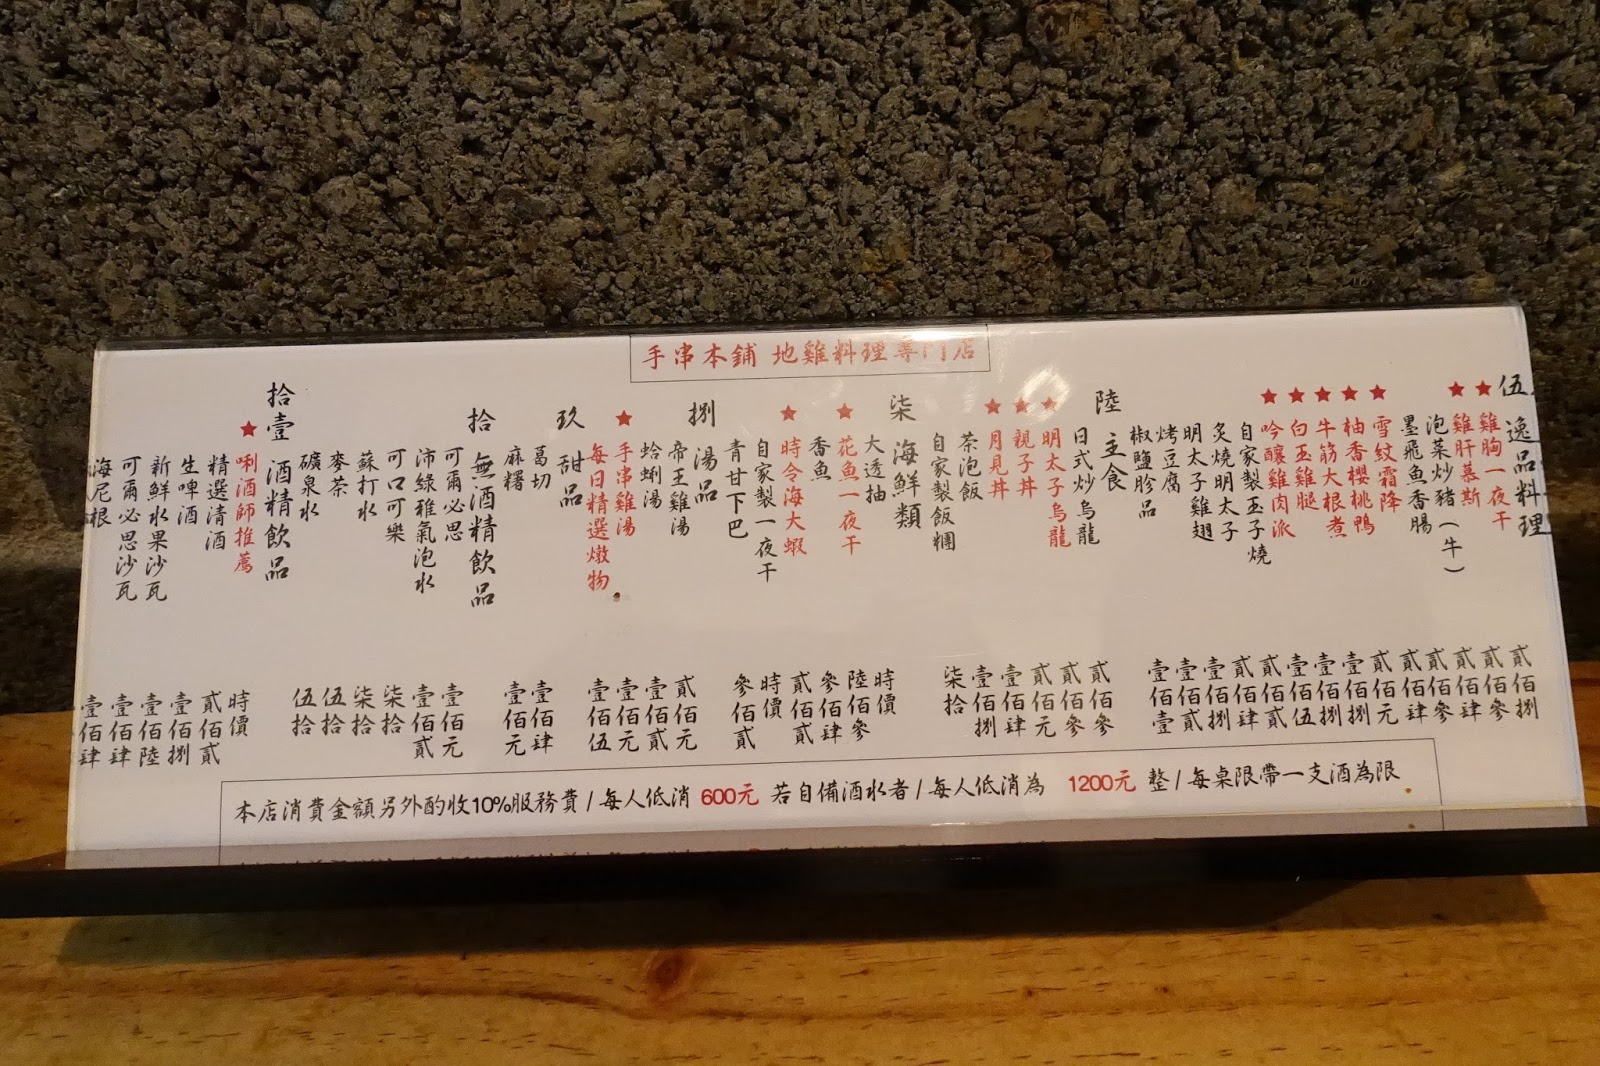 手串本鋪 地雞料理專門店
伍 逸品料理
★雞胸一夜干 貳佰捌
★雞肝慕斯 貳佰參
泡菜炒豬(牛) 貳佰肆
墨飛魚香腸 貳佰參
★雪紋霜降 貳佰肆
★柚香櫻桃鴨 貳佰元
★牛筋大根煮 壹佰捌
★白玉雞腿 壹佰捌
★吟釀雞肉派 壹佰伍
自家製玉子燒 貳佰貳
炙燒明太子 貳佰肆
明太子雞翅 壹佰捌
烤豆腐 壹佰貳
椒鹽胗品 壹佰壹
陸 主食
日式炒烏龍 貳佰參
★明太子烏龍 貳佰參
★親子丼 貳佰元
★月見丼 壹佰肆
茶泡飯 壹佰捌
自家製飯糰 柒拾
柒 海鮮類
大透抽 時價
★花魚一夜干 陸佰參
香魚 參佰肆
★時令海大蝦 貳佰貳
自家製一夜干 時價
青甘下巴 參佰貳
捌 湯品
帝王雞湯 貳佰元
蛤蜊湯 壹佰貳
★手串雞湯 壹佰元
每日精選燉物 壹佰伍
玖 甜品
葛切 壹佰肆
麻糬 壹佰元
拾 無酒精飲品
可爾必思 壹佰元
沛綠雅氣泡水 壹佰貳
可口可樂 柒拾
蘇打水 柒拾
麥茶 伍拾
礦泉水 伍拾
拾壹 酒精飲品
★唎酒師推薦 時價
精選清酒 貳佰貳
生啤酒 壹佰捌
新鮮水果沙瓦 壹佰陸
可爾必思沙瓦 壹佰肆
海尼根 壹佰肆
本店消費金額另外酌收10%服務費/每人低消 600元 若自備酒水者/每人低消為 1200元 整/每桌限帶一支酒為限